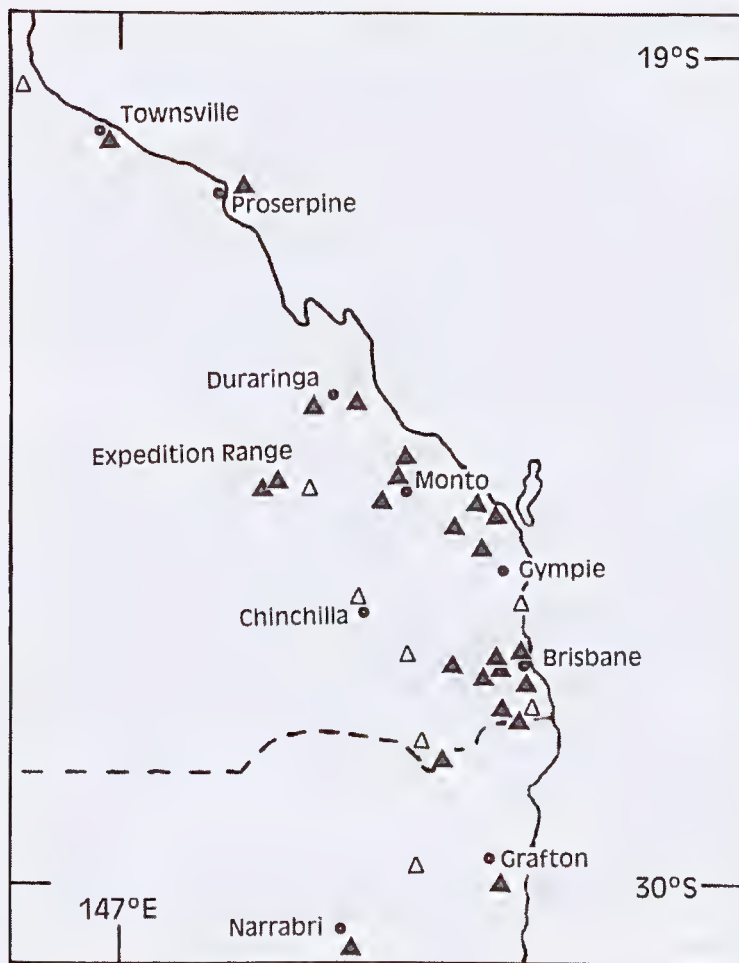 19°S
Townsville
Proserpine
Duraringa
Expedition Range
Monto
Gympie
Chinchilla
Brisbane
Grafton
147°E
30°S
Narrabri